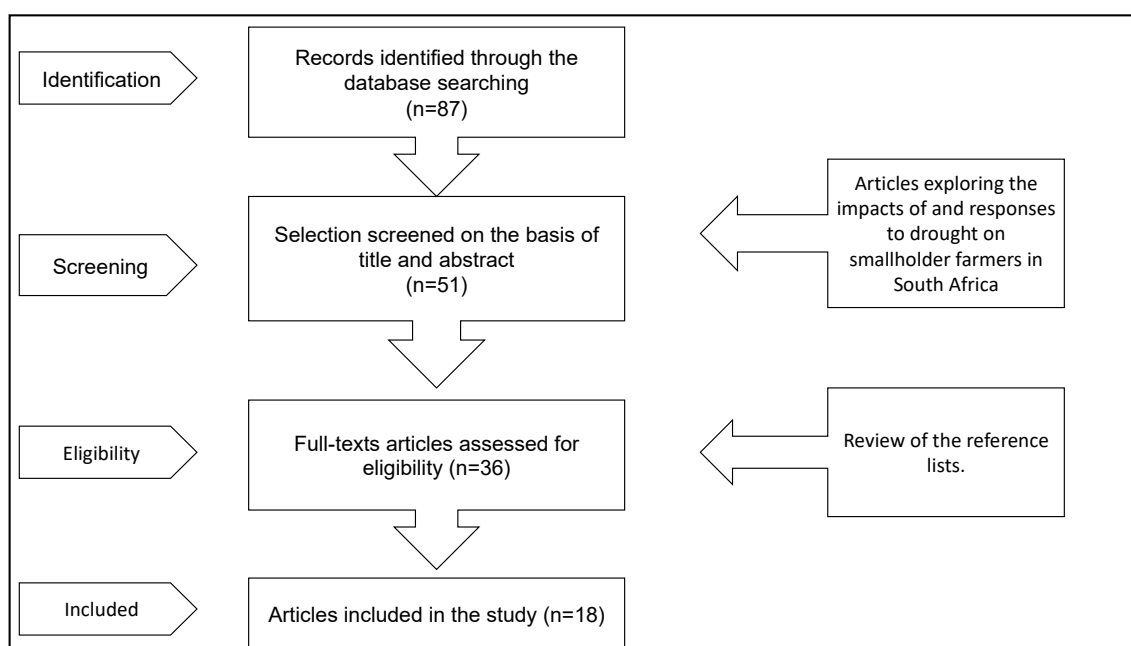 Identification
Records identified through the
database searching
(n=87)
Screening
Selection screened on the basis of
title and abstract
(n=51)
Articles exploring the
impacts of and responses
to drought on
smallholder farmers in
South Africa
Eligibility
Full-texts articles assessed for
eligibility (n=36)
Review of the reference
lists.
Included
Articles included in the study (n=18)